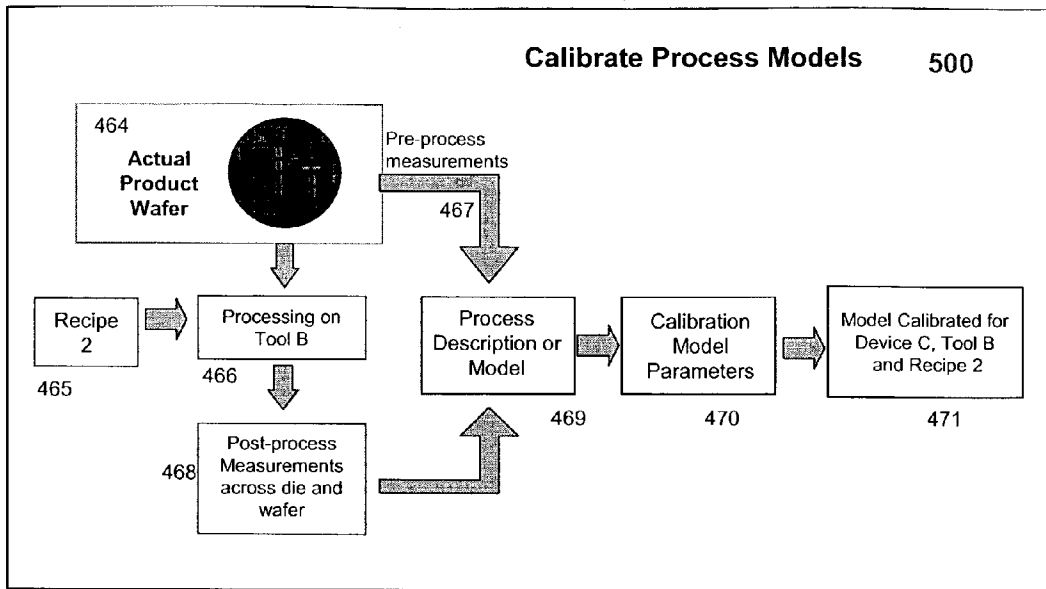 Calibrate Process Models 500
464
Actual
Product
Wafer
Pre-process
measurements
467
Recipe
2
465
Processing on
Tool B
466
Process
Description or
Model
469
Calibration
Model
Parameters
470
Model Calibrated for
Device C, Tool B
and Recipe 2
471
468
Post-process
Measurements
across die and
wafer